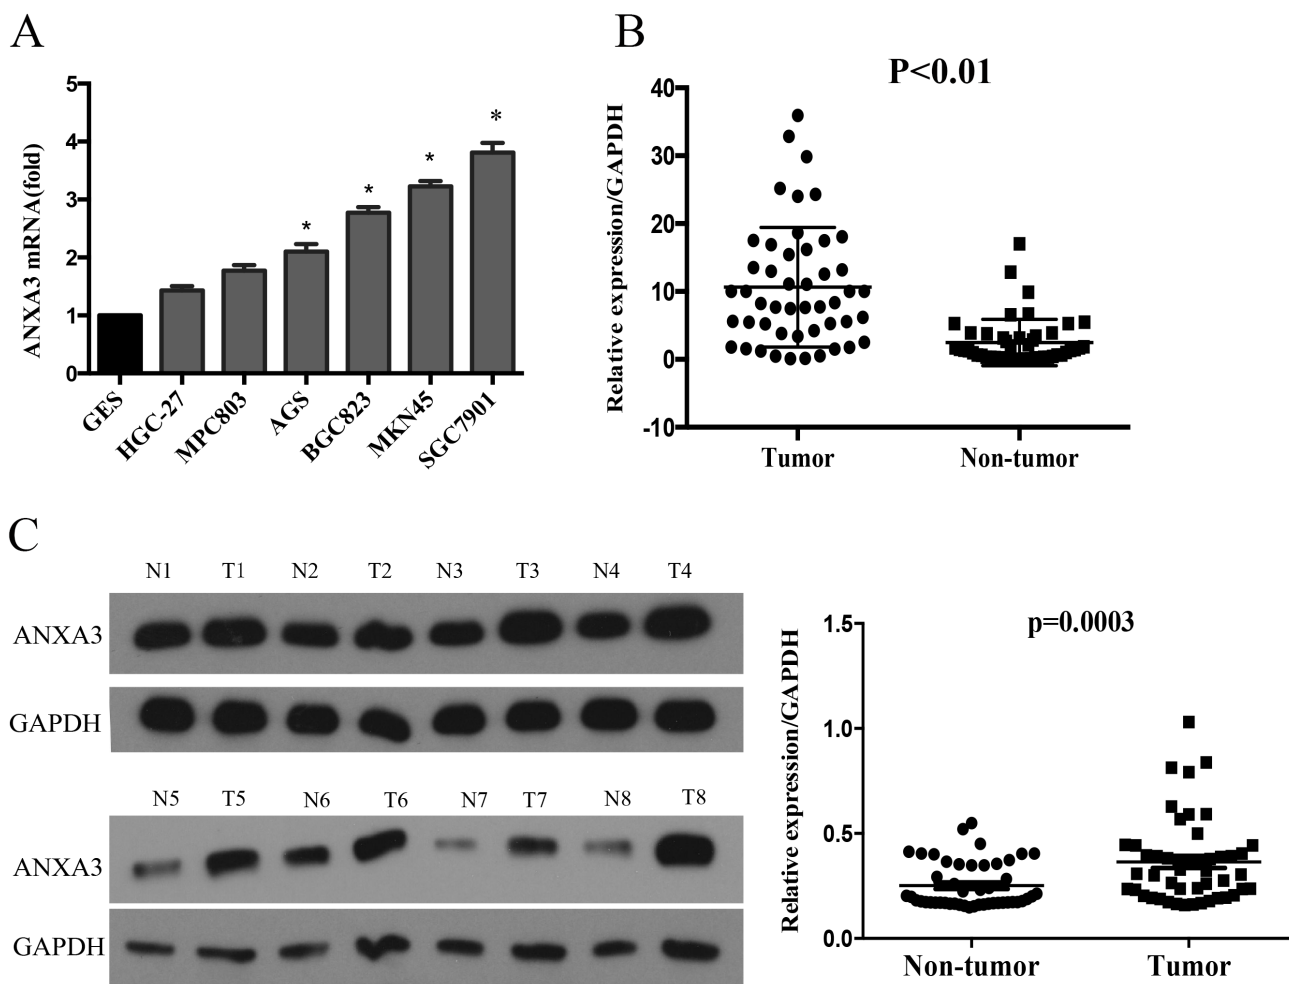 A
ANXA3 mRNA(fold)
5
4
3
2
1
0
* * * *
GES HGC-27 MPC803 AGS BGC823 MKN45 SGC7901
B
P<0.01
Relative expression/GAPDH
40
30
20
10
0
-10
Tumor Non-tumor
C
N1 T1 N2 T2 N3 T3 N4 T4
ANXA3
GAPDH
N5 T5 N6 T6 N7 T7 N8 T8
ANXA3
GAPDH
p=0.0003
Relative expression/GAPDH
1.5
1.0
0.5
0.0
Non-tumor Tumor